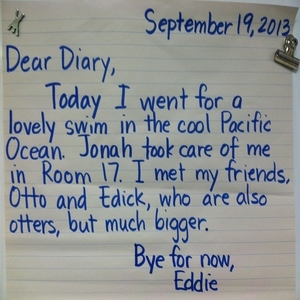 September 19, 2013
Dear Diary,
Today I went for a
lovely swim in the cool Pacific
Ocean. Jonah took care of me
in Room 17. I met my friends,
Otto and Edick, who are also
otters, but much bigger.
Bye for now,
Eddie